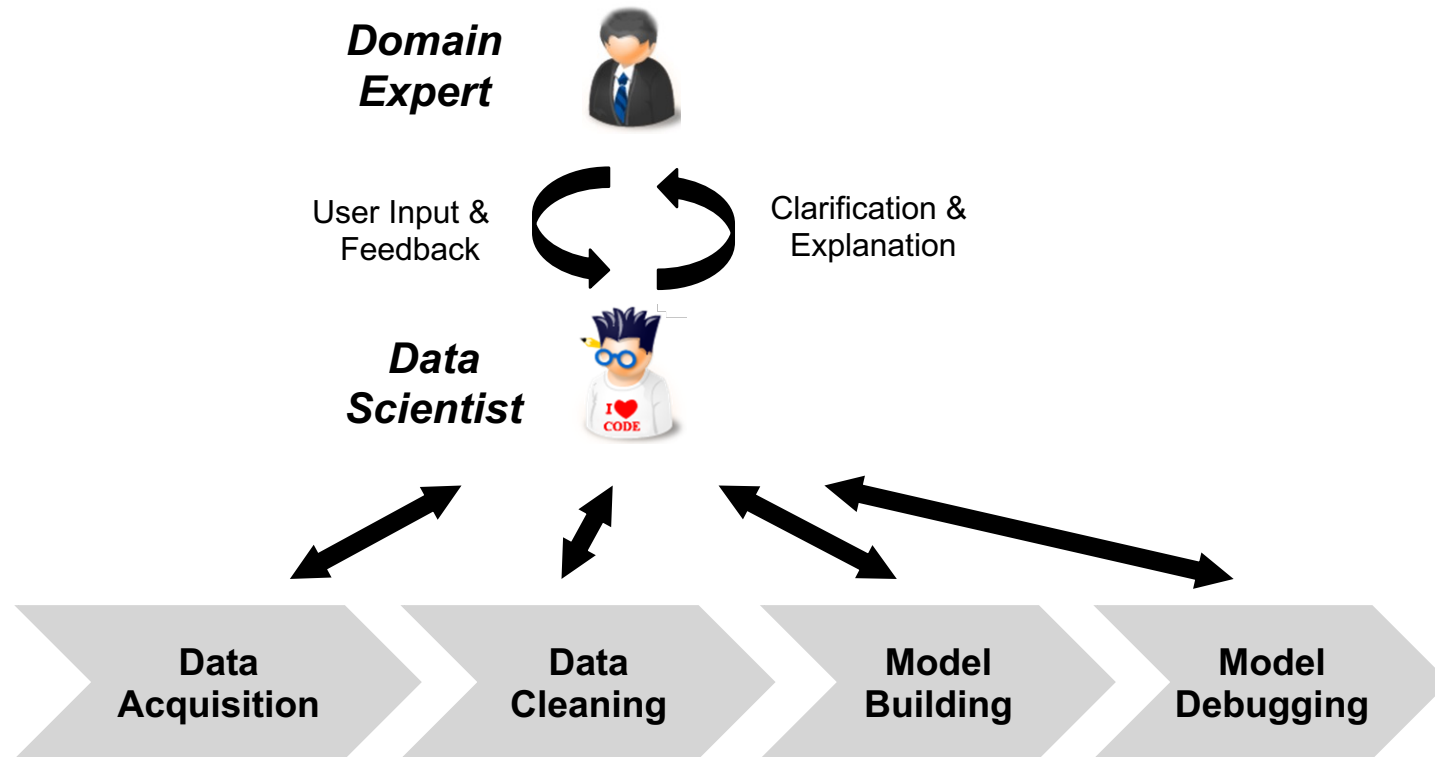 Domain
Expert
User Input &
Feedback
Clarification &
Explanation
Data
Scientist
I
CODE
Data
Acquisition
Data
Cleaning
Model
Building
Model
Debugging